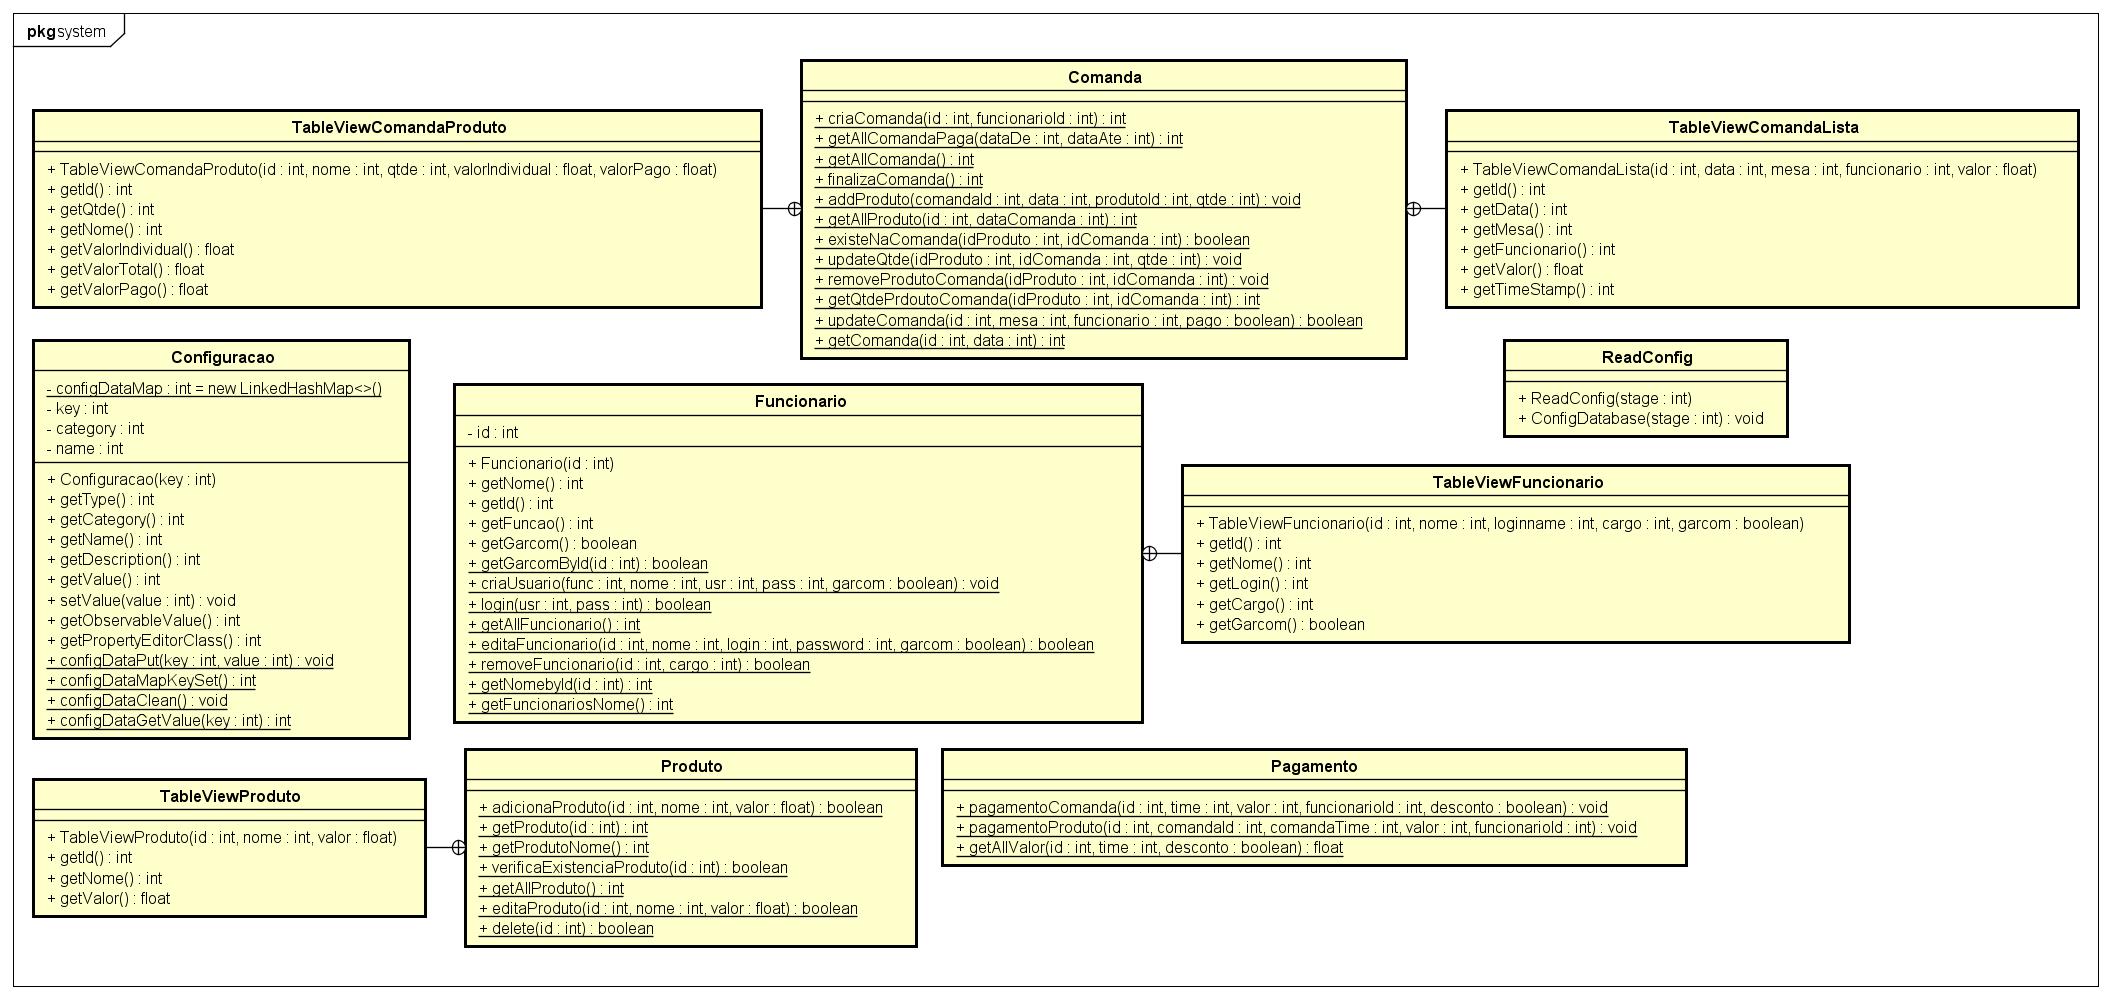 pkg system
Comanda
+ criaComanda(id : int, funcionarioId : int) : int
+ getAllComandaPaga(dataDe : int, dataAte : int) : int
+ getAllComanda() : int
+ finalizaComanda() : int
+ addProduto(comandaId : int, data : int, produtoId : int, qtde : int) : void
+ getAllProduto(id : int, dataComanda : int) : int
+ existeNaComanda(idProduto : int, idComanda : int) : boolean
+ updateQtde(idProduto : int, idComanda : int, qtde : int) : void
+ removeProdutoComanda(idProduto : int, idComanda : int) : void
+ getQtdePrdoutoComanda(idProduto : int, idComanda : int) : int
+ updateComanda(id : int, mesa : int, funcionario : int, pago : boolean) : boolean
+ getComanda(id : int, data : int) : int
TableViewComandaProduto
+ TableViewComandaProduto(id : int, nome : int, qtde : int, valorIndividual : float, valorPago : float)
+ getId() : int
+ getQtde() : int
+ getNome() : int
+ getValorIndividual() : float
+ getValorTotal() : float
+ getValorPago() : float
TableViewComandaLista
+ TableViewComandaLista(id : int, data : int, mesa : int, funcionario : int, valor : float)
+ getId() : int
+ getData() : int
+ getMesa() : int
+ getFuncionario() : int
+ getValor() : float
+ getTimeStamp() : int
Configuracao
- configDataMap : int = new LinkedHashMap<>()
- key : int
- category : int
- name : int
+ Configuracao(key : int)
+ getType() : int
+ getCategory() : int
+ getName() : int
+ getDescription() : int
+ getValue() : int
+ setValue(value : int) : void
+ getObservableValue() : int
+ getPropertyEditorClass() : int
+ configDataPut(key : int, value : int) : void
+ configDataMapKeySet() : int
+ configDataClean() : void
+ configDataGetValue(key : int) : int
Funcionario
- id : int
+ Funcionario(id : int)
+ getNome() : int
+ getId() : int
+ getFuncao() : int
+ getGarcom() : boolean
+ getGarcomById(id : int) : boolean
+ criaUsuario(func : int, nome : int, usr : int, pass : int, garcom : boolean) : void
+ login(usr : int, pass : int) : boolean
+ getAllFuncionario() : int
+ editaFuncionario(id : int, nome : int, login : int, password : int, garcom : boolean) : boolean
+ removeFuncionario(id : int, cargo : int) : boolean
+ getNomebyId(id : int) : int
+ getFuncionariosNome() : int
ReadConfig
+ ReadConfig(stage : int)
+ ConfigDatabase(stage : int) : void
TableViewFuncionario
+ TableViewFuncionario(id : int, nome : int, loginname : int, cargo : int, garcom : boolean)
+ getId() : int
+ getNome() : int
+ getLogin() : int
+ getCargo() : int
+ getGarcom() : boolean
TableViewProduto
+ TableViewProduto(id : int, nome : int, valor : float)
+ getId() : int
+ getNome() : int
+ getValor() : float
Produto
+ adicionaProduto(id : int, nome : int, valor : float) : boolean
+ getProduto(id : int) : int
+ getProdutoNome() : int
+ verificaExistenciaProduto(id : int) : boolean
+ getAllProduto() : int
+ editaProduto(id : int, nome : int, valor : float) : boolean
+ delete(id : int) : boolean
Pagamento
+ pagamentoComanda(id : int, time : int, valor : int, funcionarioId : int, desconto : boolean) : void
+ pagamentoProduto(id : int, comandaId : int, comandaTime : int, valor : int, funcionarioId : int) : void
+ getAllValor(id : int, time : int, desconto : boolean) : float